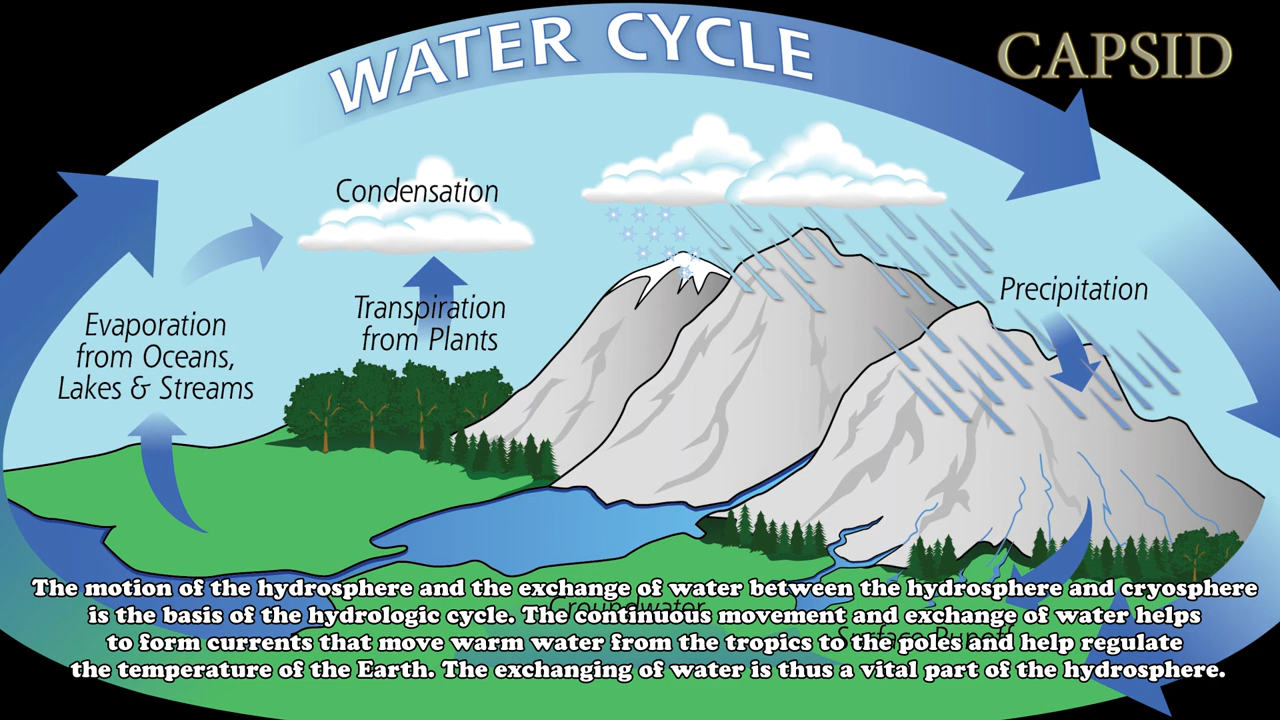 WATER CYCLE
CAPSID
Condensation
Evaporation
from Oceans,
Lakes & Streams
Transpiration
from Plants
Precipitation
Groundwater
Surface Runoff
The motion of the hydrosphere and the exchange of water between the hydrosphere and cryosphere
is the basis of the hydrologic cycle. The continuous movement and exchange of water helps
to form currents that move warm water from the tropics to the poles and help regulate
the temperature of the Earth. The exchanging of water is thus a vital part of the hydrosphere.